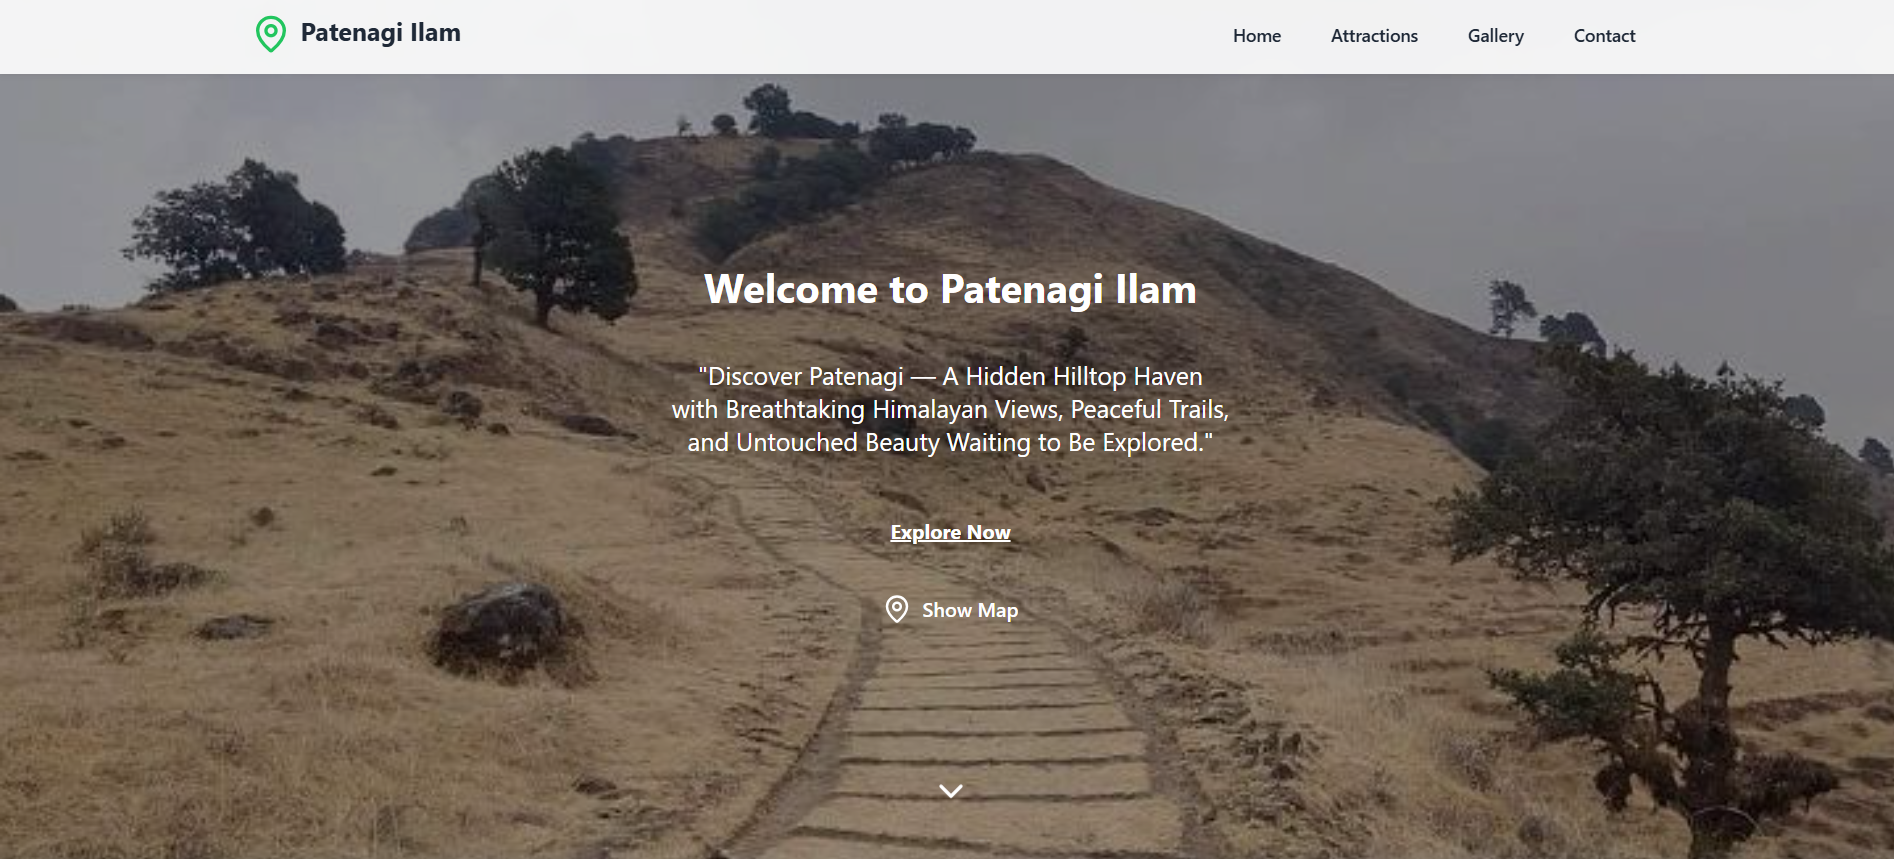 Patenagi Ilam
Home
Attractions
Gallery
Contact
Welcome to Patenagi Ilam
"Discover Patenagi — A Hidden Hilltop Haven
with Breathtaking Himalayan Views, Peaceful Trails,
and Untouched Beauty Waiting to Be Explored."
Explore Now
Show Map